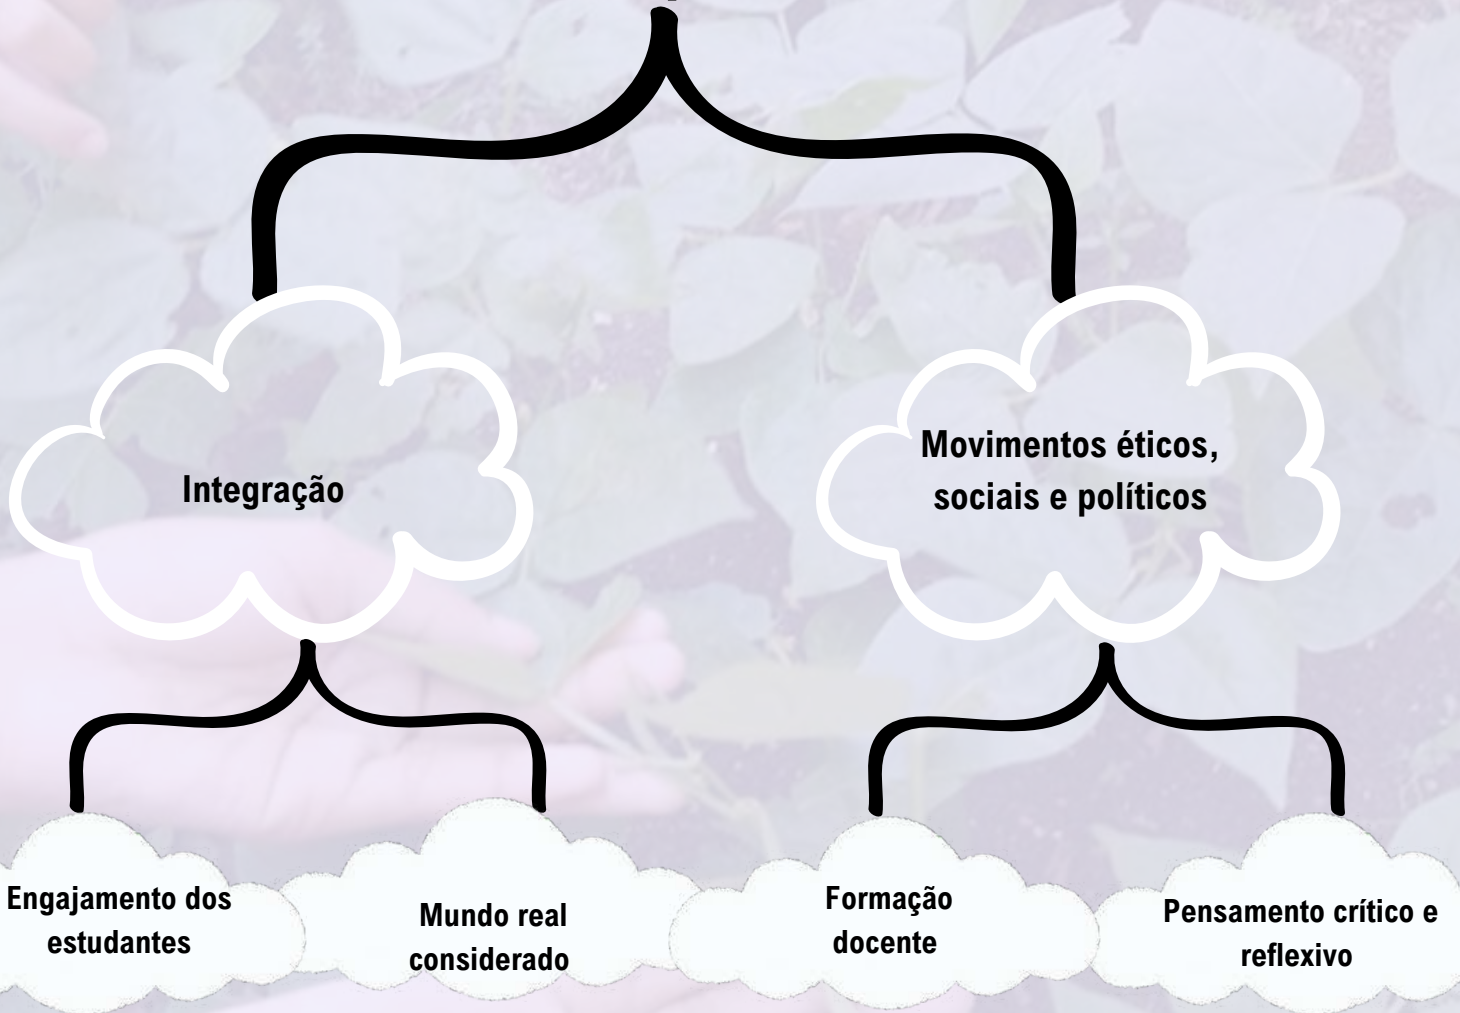 Integração
Movimentos éticos,
sociais e políticos
Engajamento dos
estudantes
Mundo real
considerado
Formação
docente
Pensamento crítico e
reflexivo